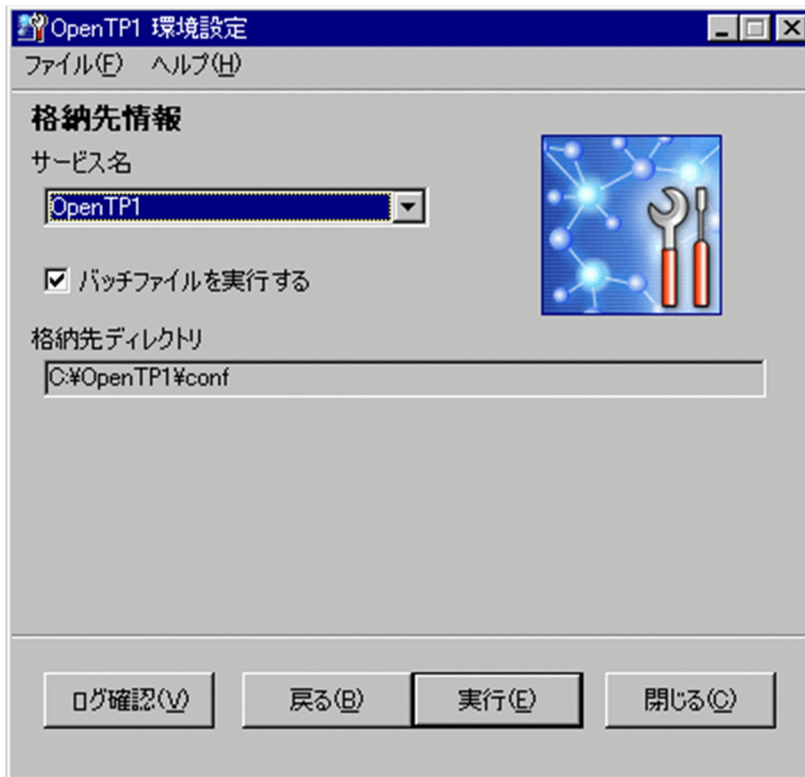 OpenTP1 環境設定
ファイル(F) ヘルプ(H)
格納先情報
サービス名
OpenTP1
バッチファイルを実行する
格納先ディレクトリ
C:¥OpenTP1¥conf
ログ確認(V) 戻る(B) 実行(E) 閉じる(C)